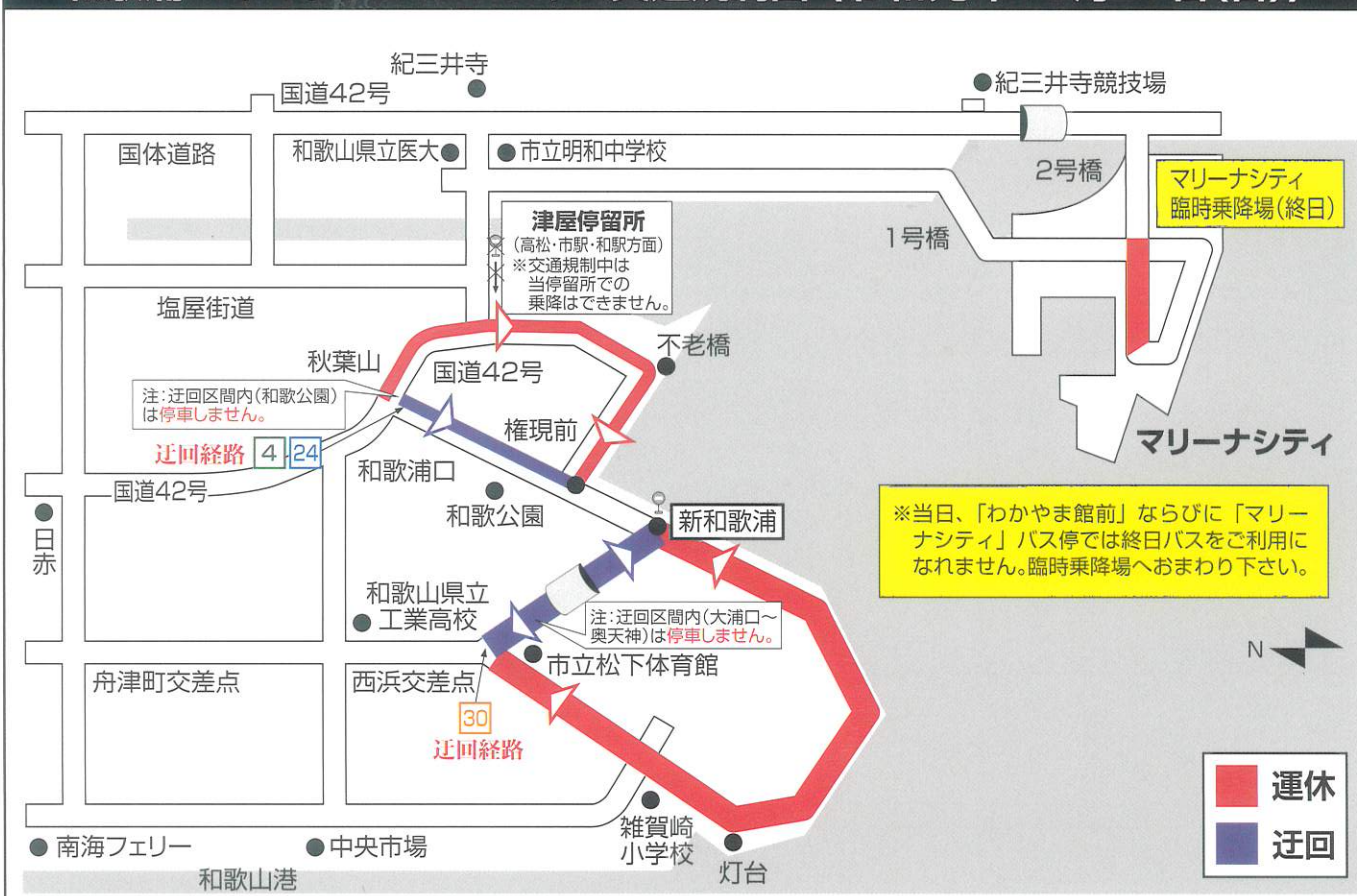 紀三井寺
国道42号
紀三井寺競技場
国体道路
和歌山県立医大
市立明和中学校
2号橋
マリーナシティ
臨時乗降場(終日)
津屋停留所
(高松・市駅・和駅方面)
※交通規制中は
当停留所での
乗降はできません。
1号橋
塩屋街道
不老橋
秋葉山
国道42号
注:迂回区間内(和歌公園)
は停車しません。
権現前
マリーナシティ
迂回経路 4 24
和歌浦口
国道42号
和歌公園
新和歌浦
※当日、「わかやま館前」ならびに「マリー
ナシティ」バス停では終日バスをご利用に
なれません。臨時乗降場へおまわり下さい。
日赤
和歌山県立
工業高校
注:迂回区間内(大浦口〜
奥天神)は停車しません。
N
市立松下体育館
舟津町交差点
西浜交差点
30
迂回経路
運休
迂回
雑賀崎
小学校
南海フェリー
中央市場
灯台
和歌山港